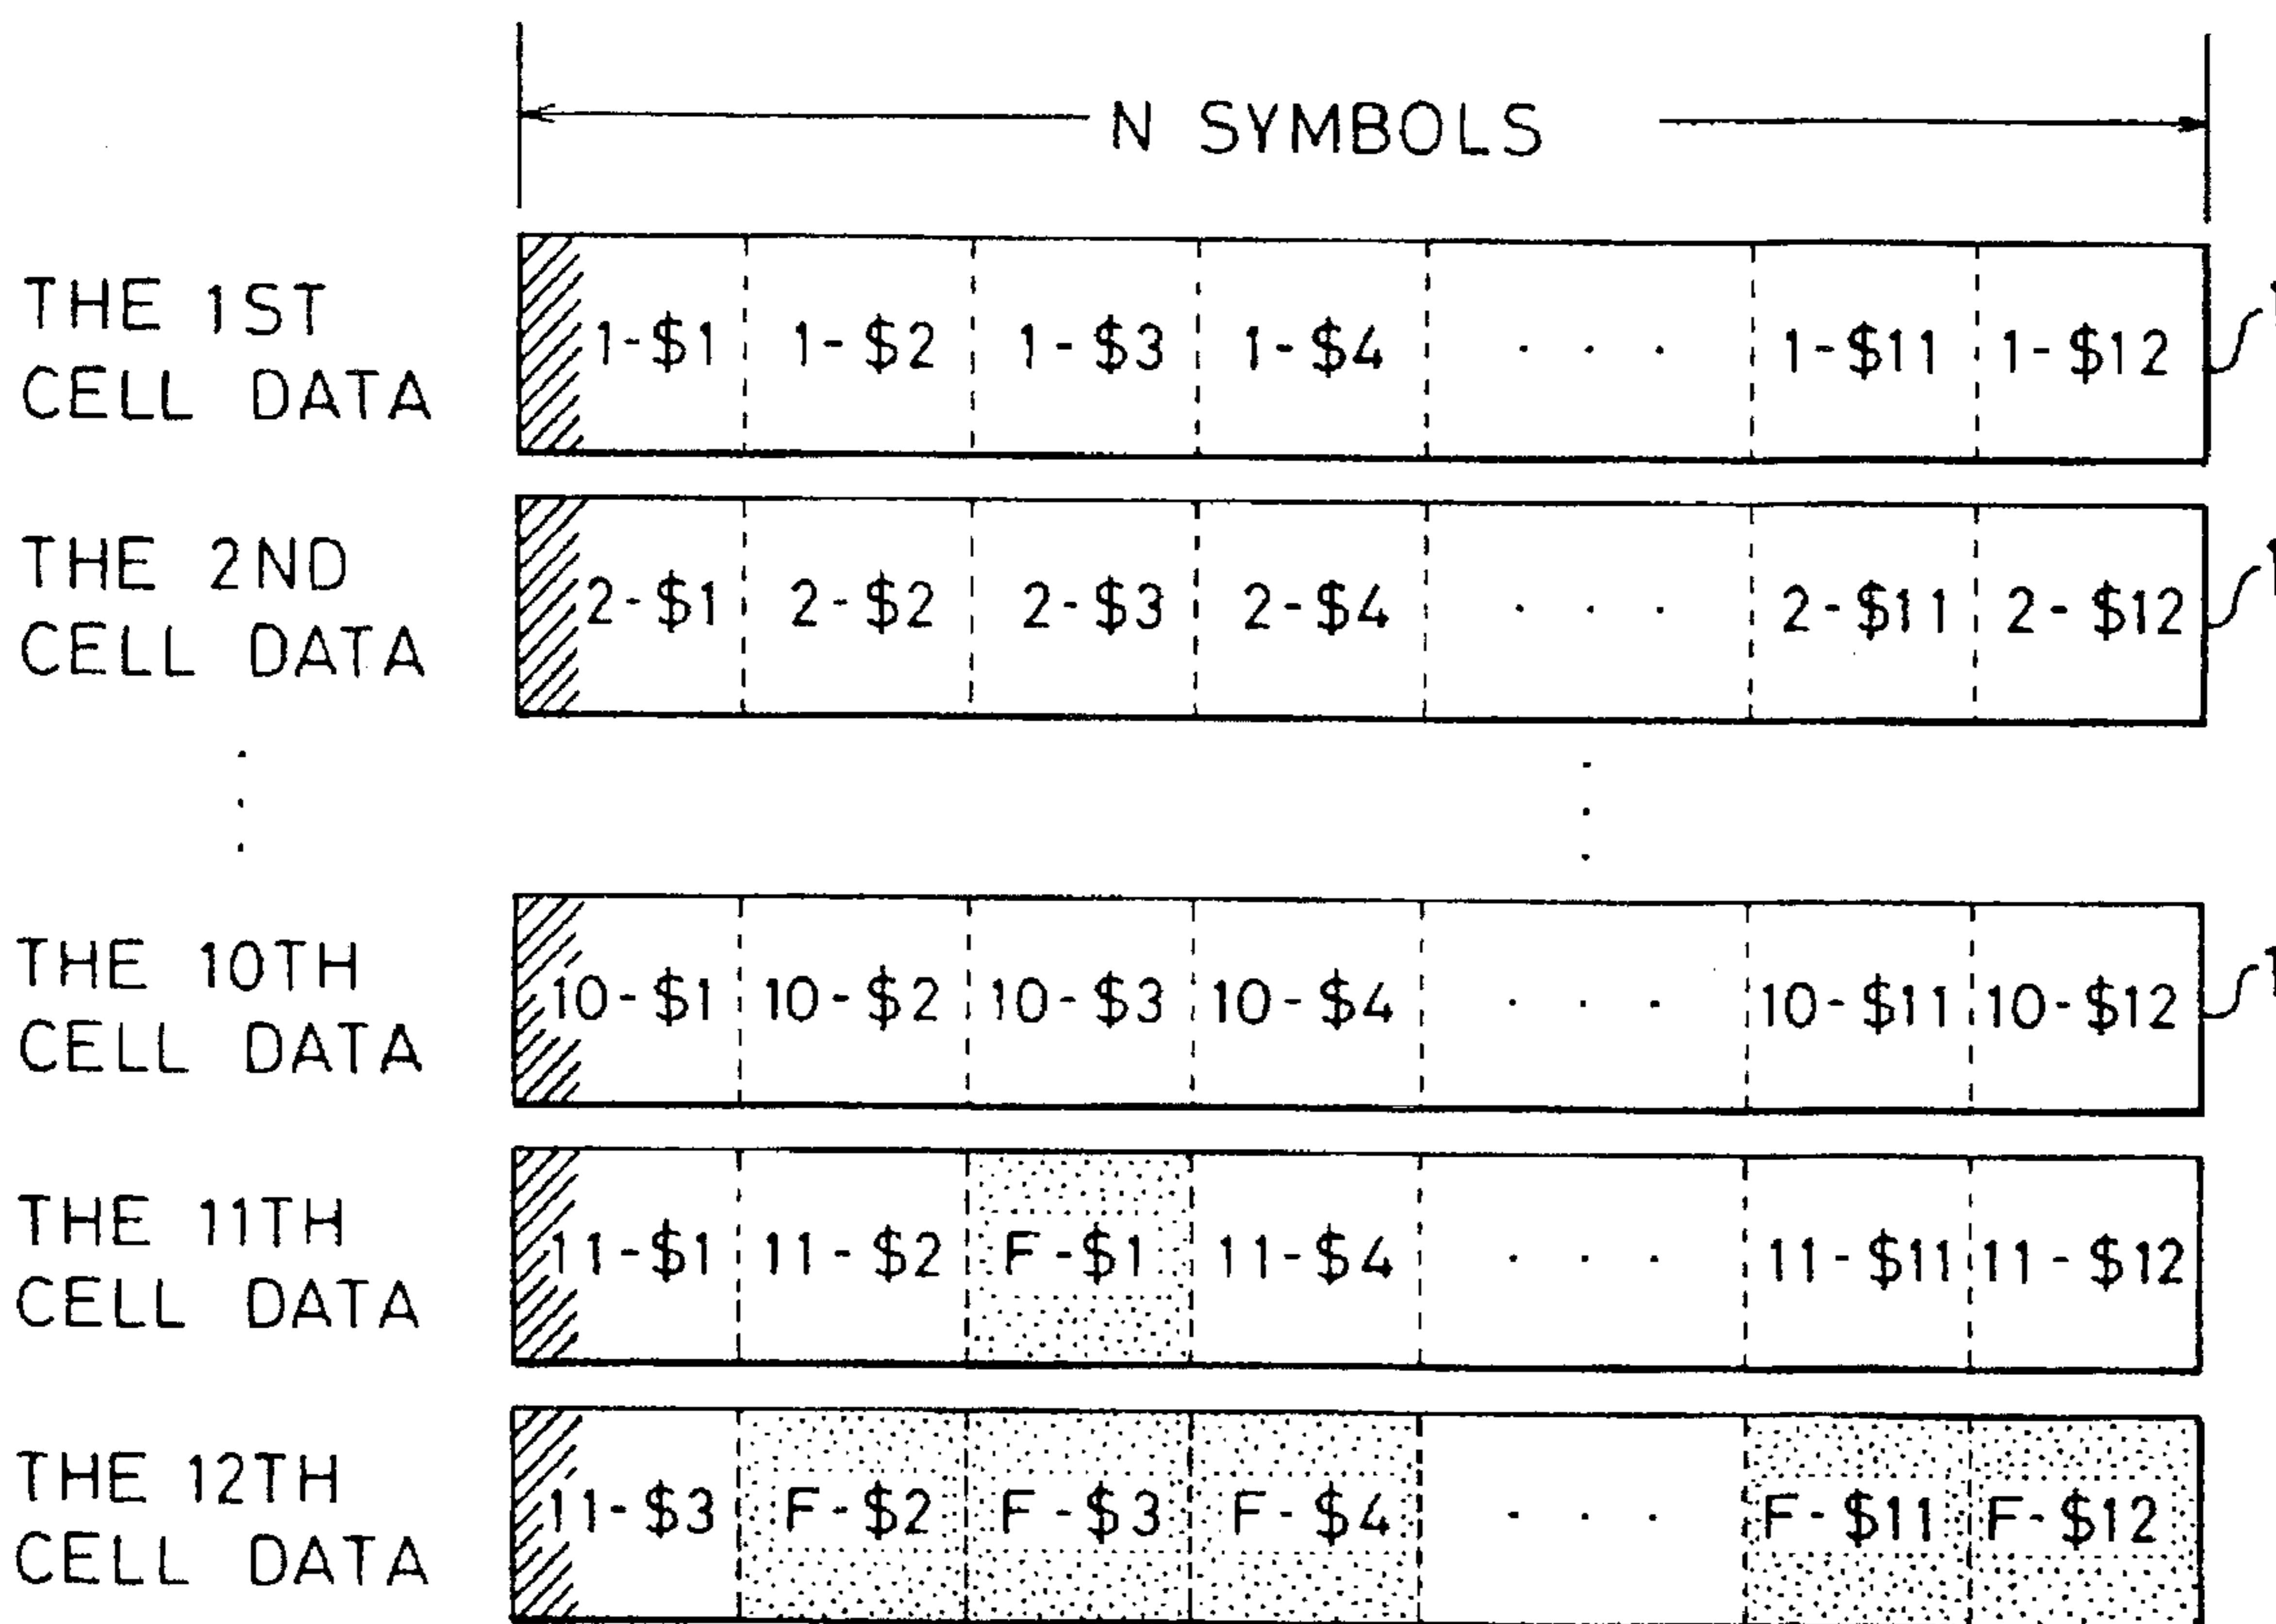 N SYMBOLS
THE 1ST
CELL DATA
1-$1 1-$2 1-$3 1-$4 . . . 1-$11 1-$12
THE 2ND
CELL DATA
2-$1 2-$2 2-$3 2-$4 . . . 2-$11 2-$12
THE 10TH
CELL DATA
10-$1 10-$2 10-$3 10-$4 . . . 10-$11 10-$12
THE 11TH
CELL DATA
11-$1 11-$2 F-$1 11-$4 . . . 11-$11 11-$12
THE 12TH
CELL DATA
11-$3 F-$2 F-$3 F-$4 . . . F-$11 F-$12